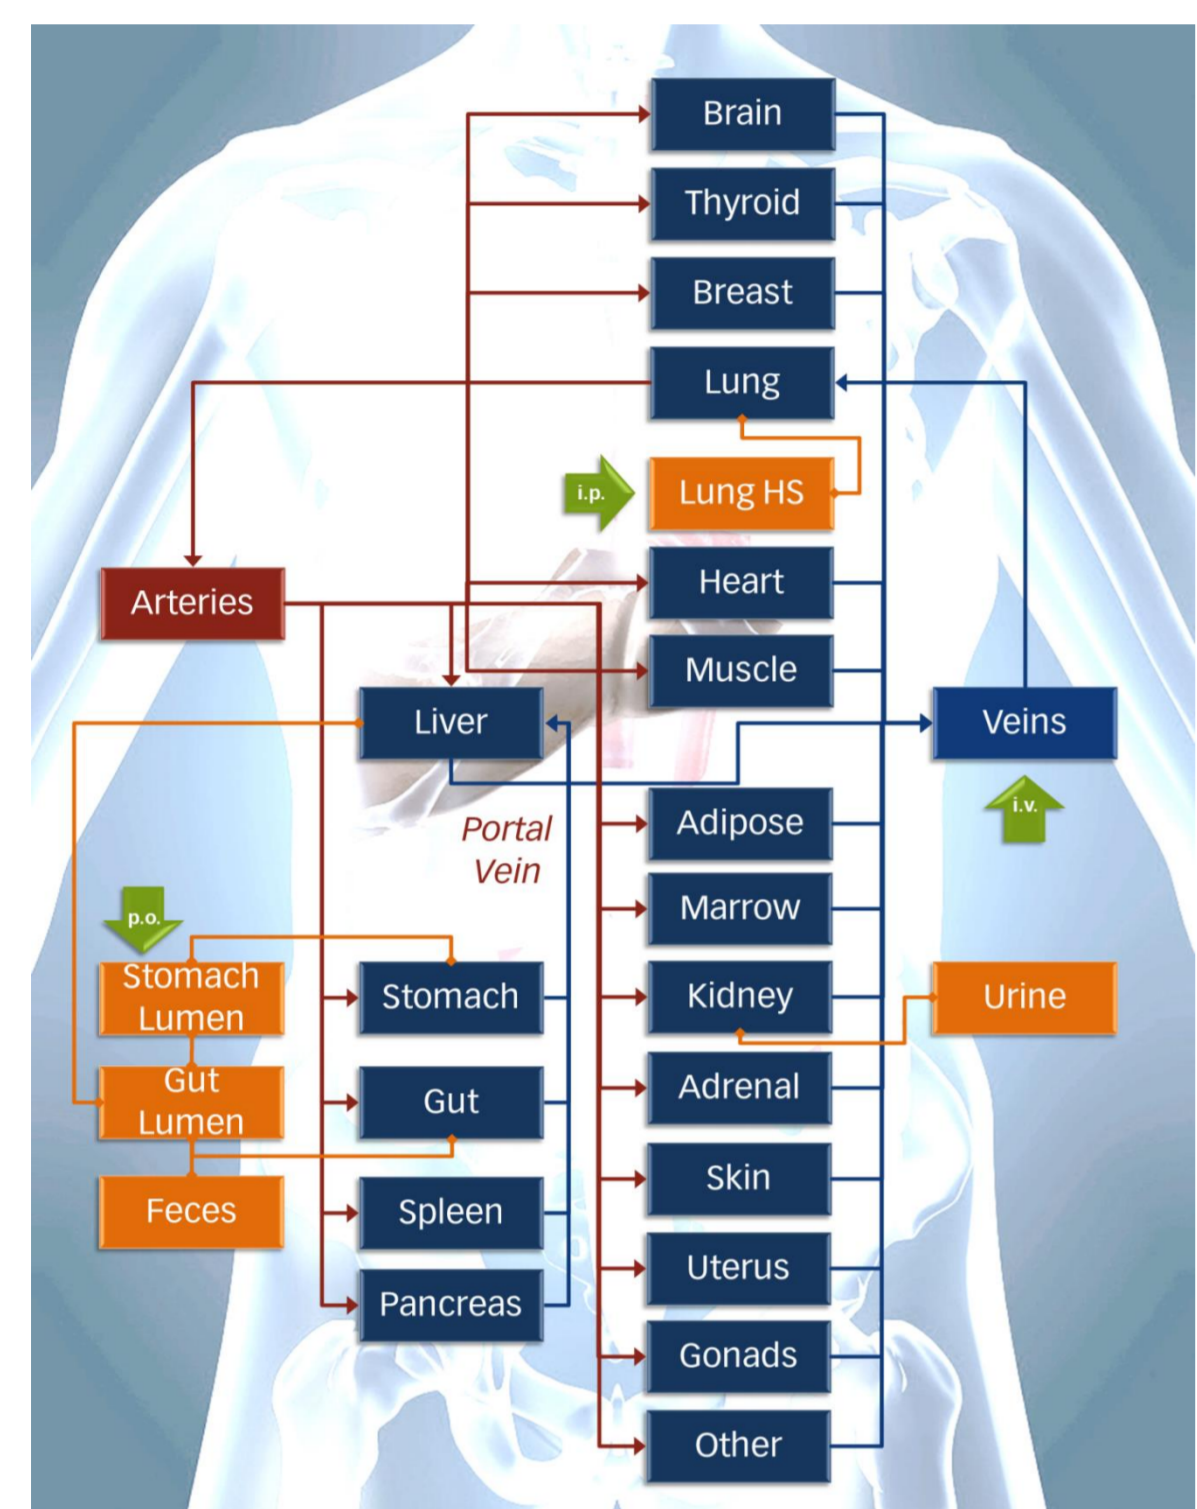 Brain
Thyroid
Breast
Lung
i.p.
Lung HS
Heart
Arteries
Muscle
Liver
Veins
i.v.
Portal
Vein
Adipose
Marrow
p.o.
Stomach
Lumen
Stomach
Kidney
Urine
Gut
Lumen
Gut
Adrenal
Skin
Feces
Spleen
Uterus
Pancreas
Gonads
Other